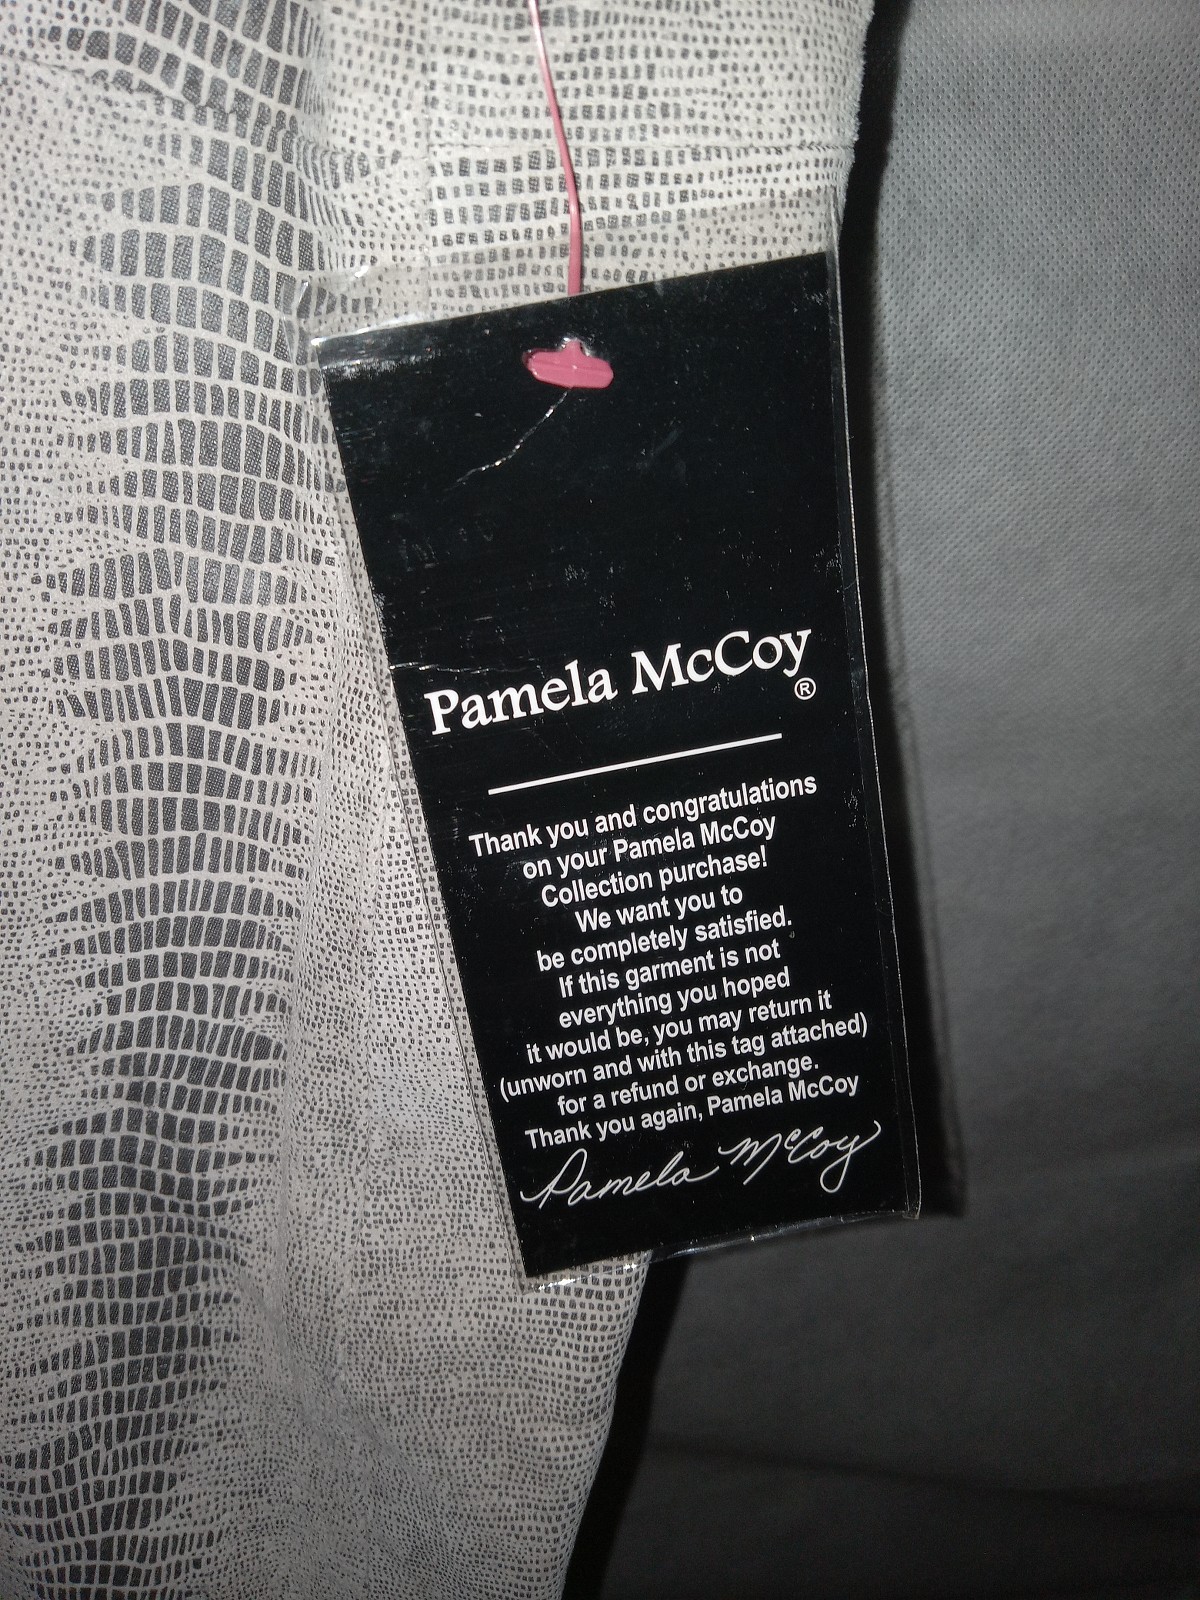 Pamela McCoy
®
Thank you and congratulations
on your Pamela McCoy
Collection purchase!
We want you to
be completely satisfied.
If this garment is not
everything you hoped
it would be, you may return it
(unworn and with this tag attached)
for a refund or exchange.
Thank you again, Pamela McCoy
Pamela McCoy